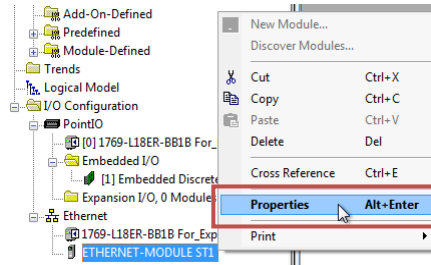 Add-On-Defined
Predefined
Module-Defined
Trends
Logical Model
I/O Configuration
PointIO
[0] 1769-L18ER-BB1B For_
Embedded I/O
[1] Embedded Discrete
Expansion I/O, 0 Modules
Ethernet
1769-L18ER-BB1B For_Exp
ETHERNET-MODULE ST1
New Module...
Discover Modules...
Cut Ctrl+X
Copy Ctrl+C
Paste Ctrl+V
Delete Del
Cross Reference Ctrl+E
Properties Alt+Enter
Print